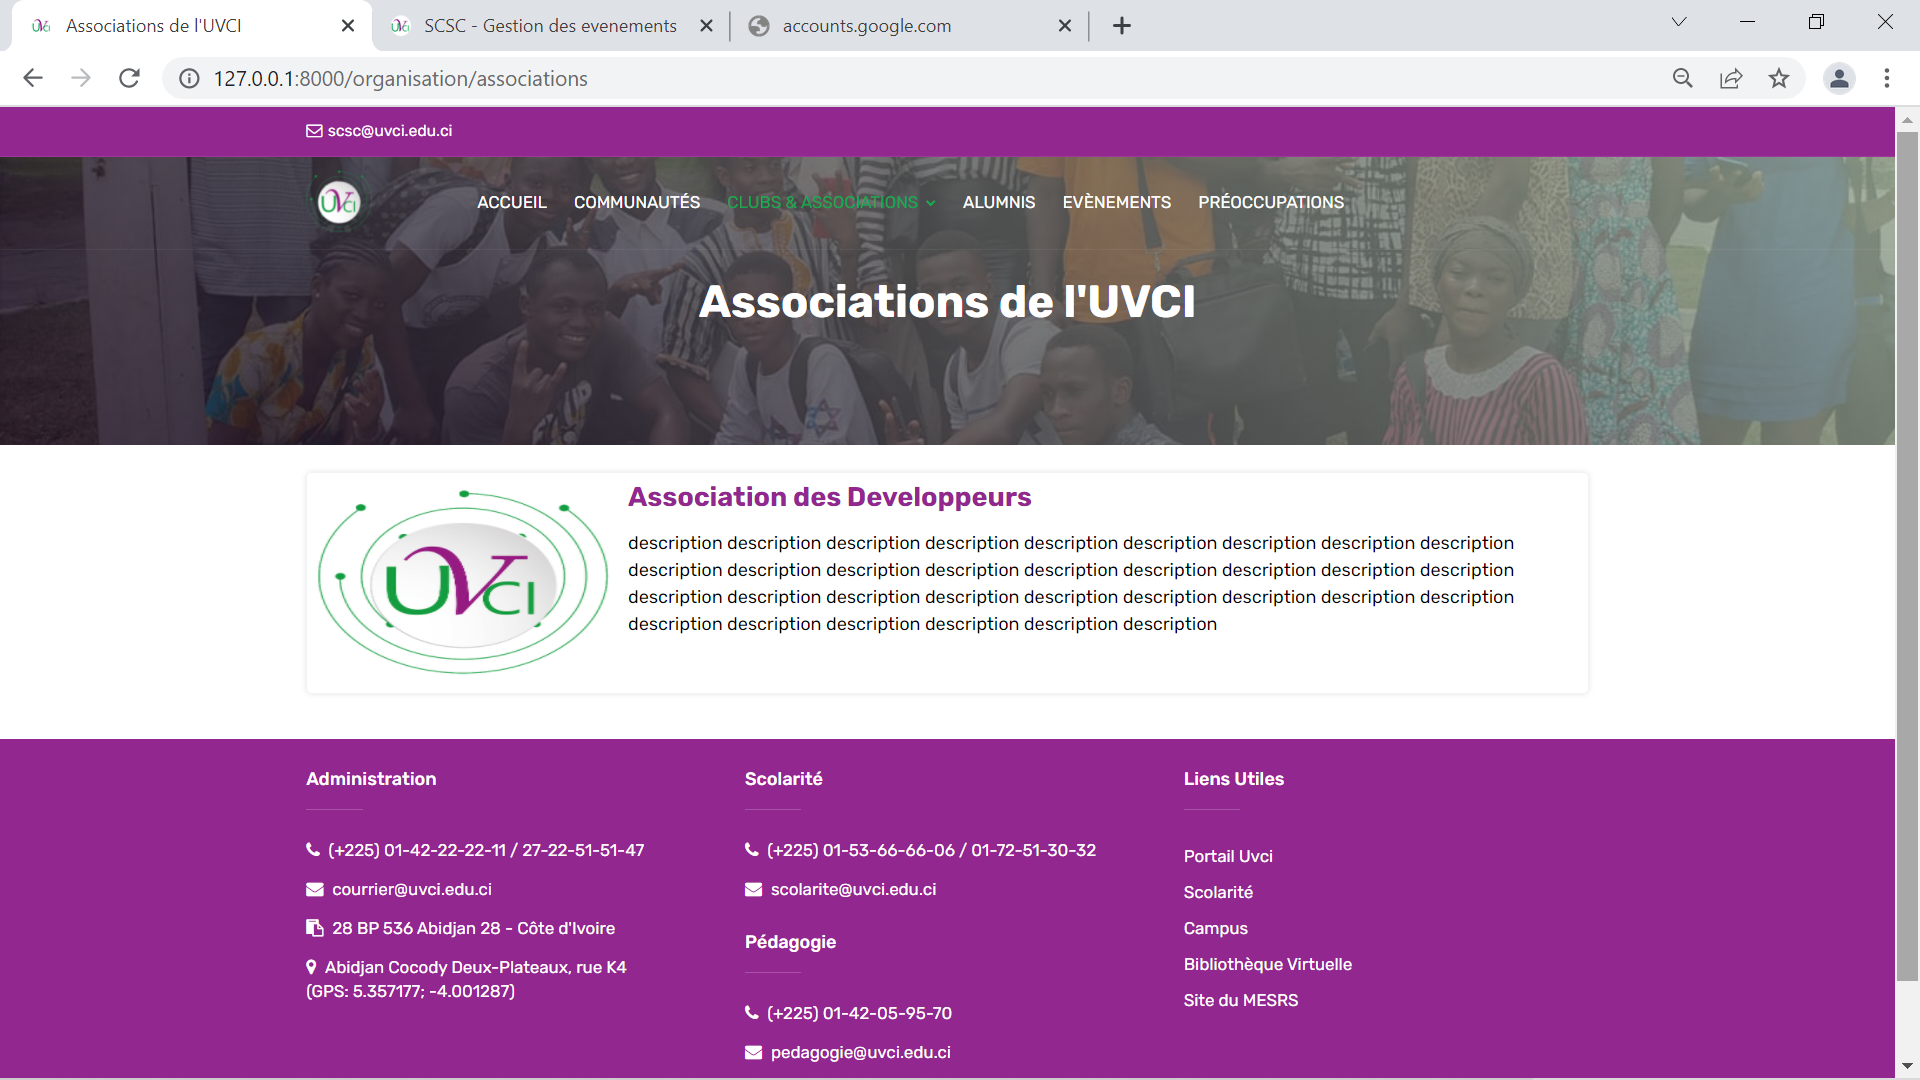 Associations de l'UVCI
SCSC - Gestion des evenements
accounts.google.com
127.0.0.1:8000/organisation/associations
scsc@uvci.edu.ci
UVCI
ACCUEIL COMMUNAUTÉS CLUBS & ASSOCIATIONS ALUMNIS EVÈNEMENTS PRÉOCCUPATIONS
Associations de l'UVCI
UVCI
Association des Developpeurs
description description description description description description description description description
description description description description description description description description description
description description description description description description description description description
description description description description description description
Administration
(+225) 01-42-22-22-11 / 27-22-51-51-47
courrier@uvci.edu.ci
28 BP 536 Abidjan 28 - Côte d'Ivoire
Abidjan Cocody Deux-Plateaux, rue K4
(GPS: 5.357177; -4.001287)
Scolarité
(+225) 01-53-66-66-06 / 01-72-51-30-32
scolarite@uvci.edu.ci
Pédagogie
(+225) 01-42-05-95-70
pedagogie@uvci.edu.ci
Liens Utiles
Portail Uvci
Scolarité
Campus
Bibliothèque Virtuelle
Site du MESRS